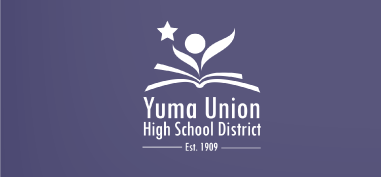 Yuma Union
High School District
Est. 1909